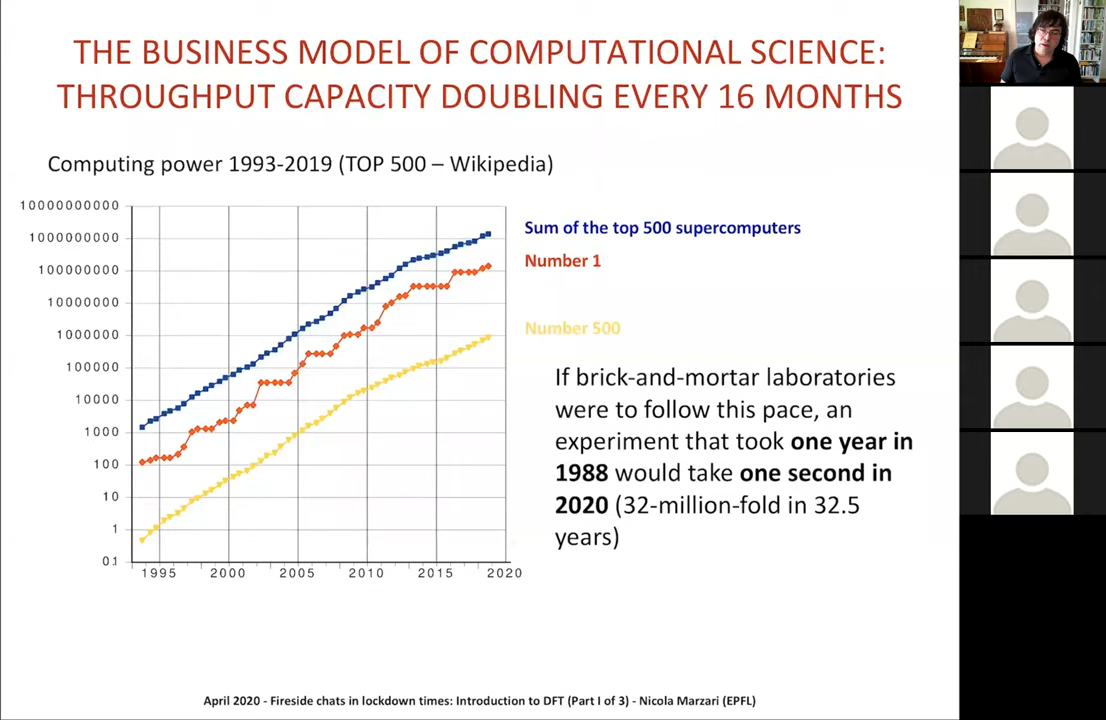 THE BUSINESS MODEL OF COMPUTATIONAL SCIENCE:
THROUGHPUT CAPACITY DOUBLING EVERY 16 MONTHS
Computing power 1993-2019 (TOP 500 – Wikipedia)
10000000000
1000000000
100000000
10000000
1000000
100000
10000
1000
100
10
1
0.1
1995 2000 2005 2010 2015 2020
Sum of the top 500 supercomputers
Number 1
Number 500
If brick-and-mortar laboratories
were to follow this pace, an
experiment that took one year in
1988 would take one second in
2020 (32-million-fold in 32.5
years)
April 2020 - Fireside chats in lockdown times: Introduction to DFT (Part I of 3) - Nicola Marzari (EPFL)